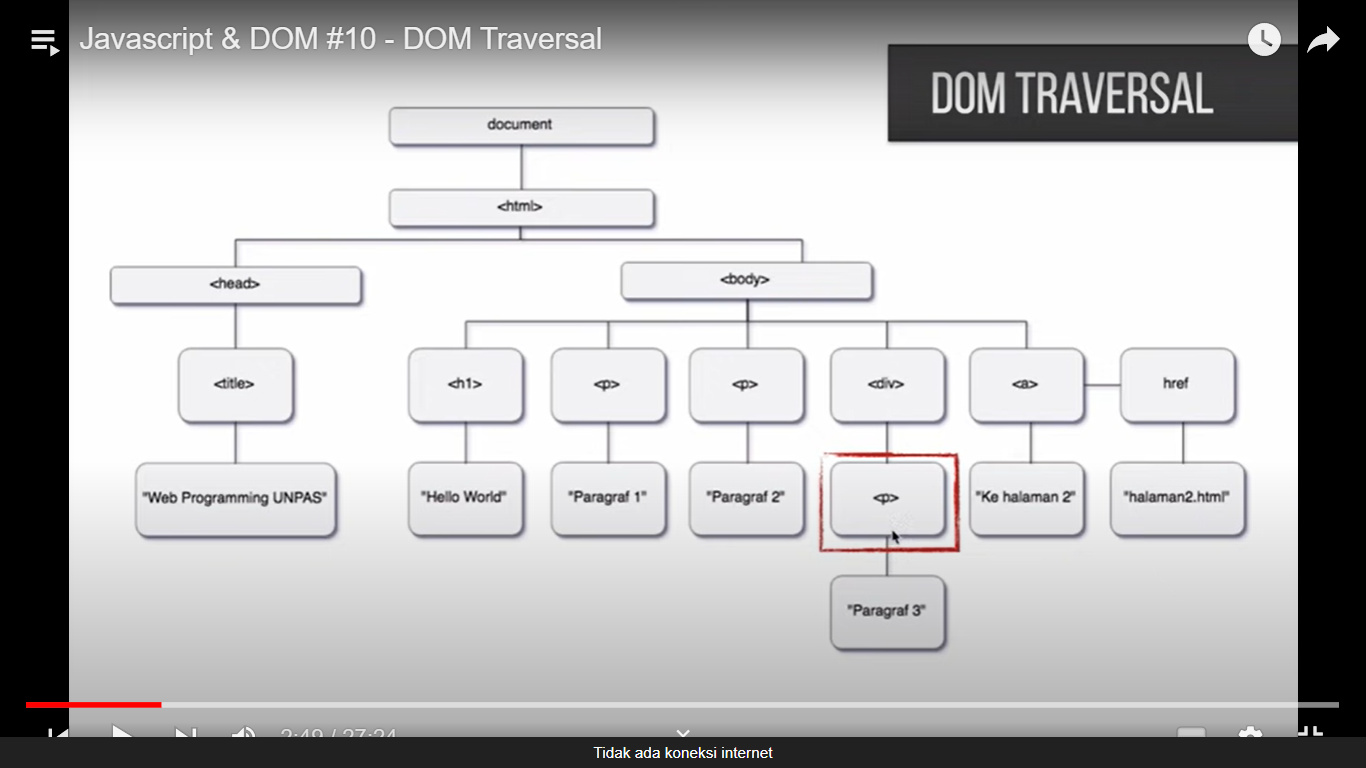 Javascript & DOM #10 - DOM Traversal
DOM TRAVERSAL
document
<html>
<head>
<body>
<title>
<h1>
<p>
<p>
<div>
<a>
href
"Web Programming UNPAS"
"Hello World"
"Paragraf 1"
"Paragraf 2"
<p>
"Ke halaman 2"
"halaman2.html"
"Paragraf 3"
2:49 / 27:24
Tidak ada koneksi internet